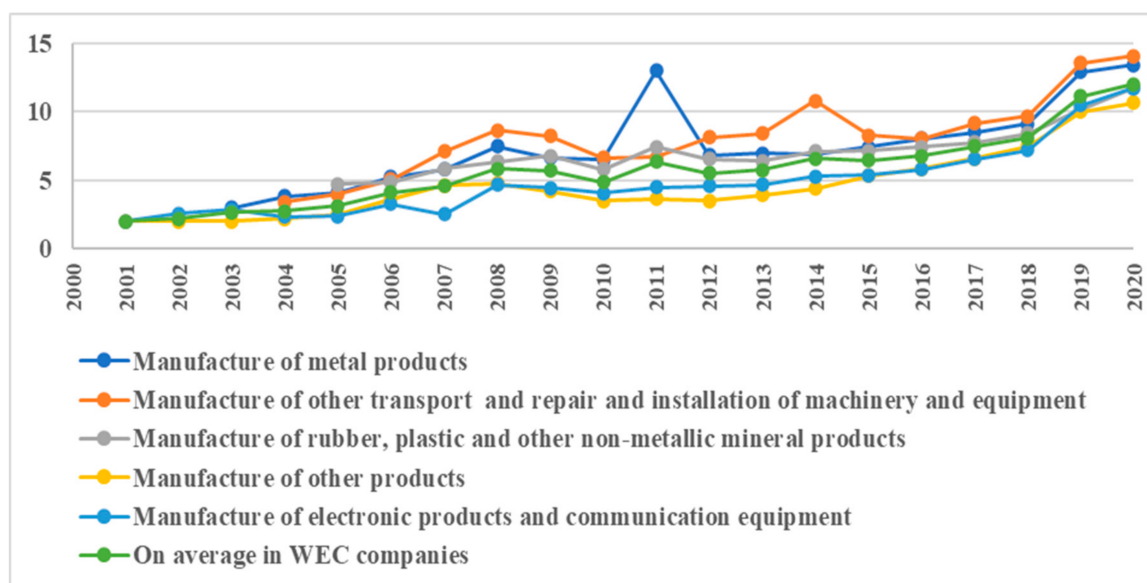 15
10
5
0
2000 2001 2002 2003 2004 2005 2006 2007 2008 2009 2010 2011 2012 2013 2014 2015 2016 2017 2018 2019 2020
Manufacture of metal products
Manufacture of other transport and repair and installation of machinery and equipment
Manufacture of rubber, plastic and other non-metallic mineral products
Manufacture of other products
Manufacture of electronic products and communication equipment
On average in WEC companies